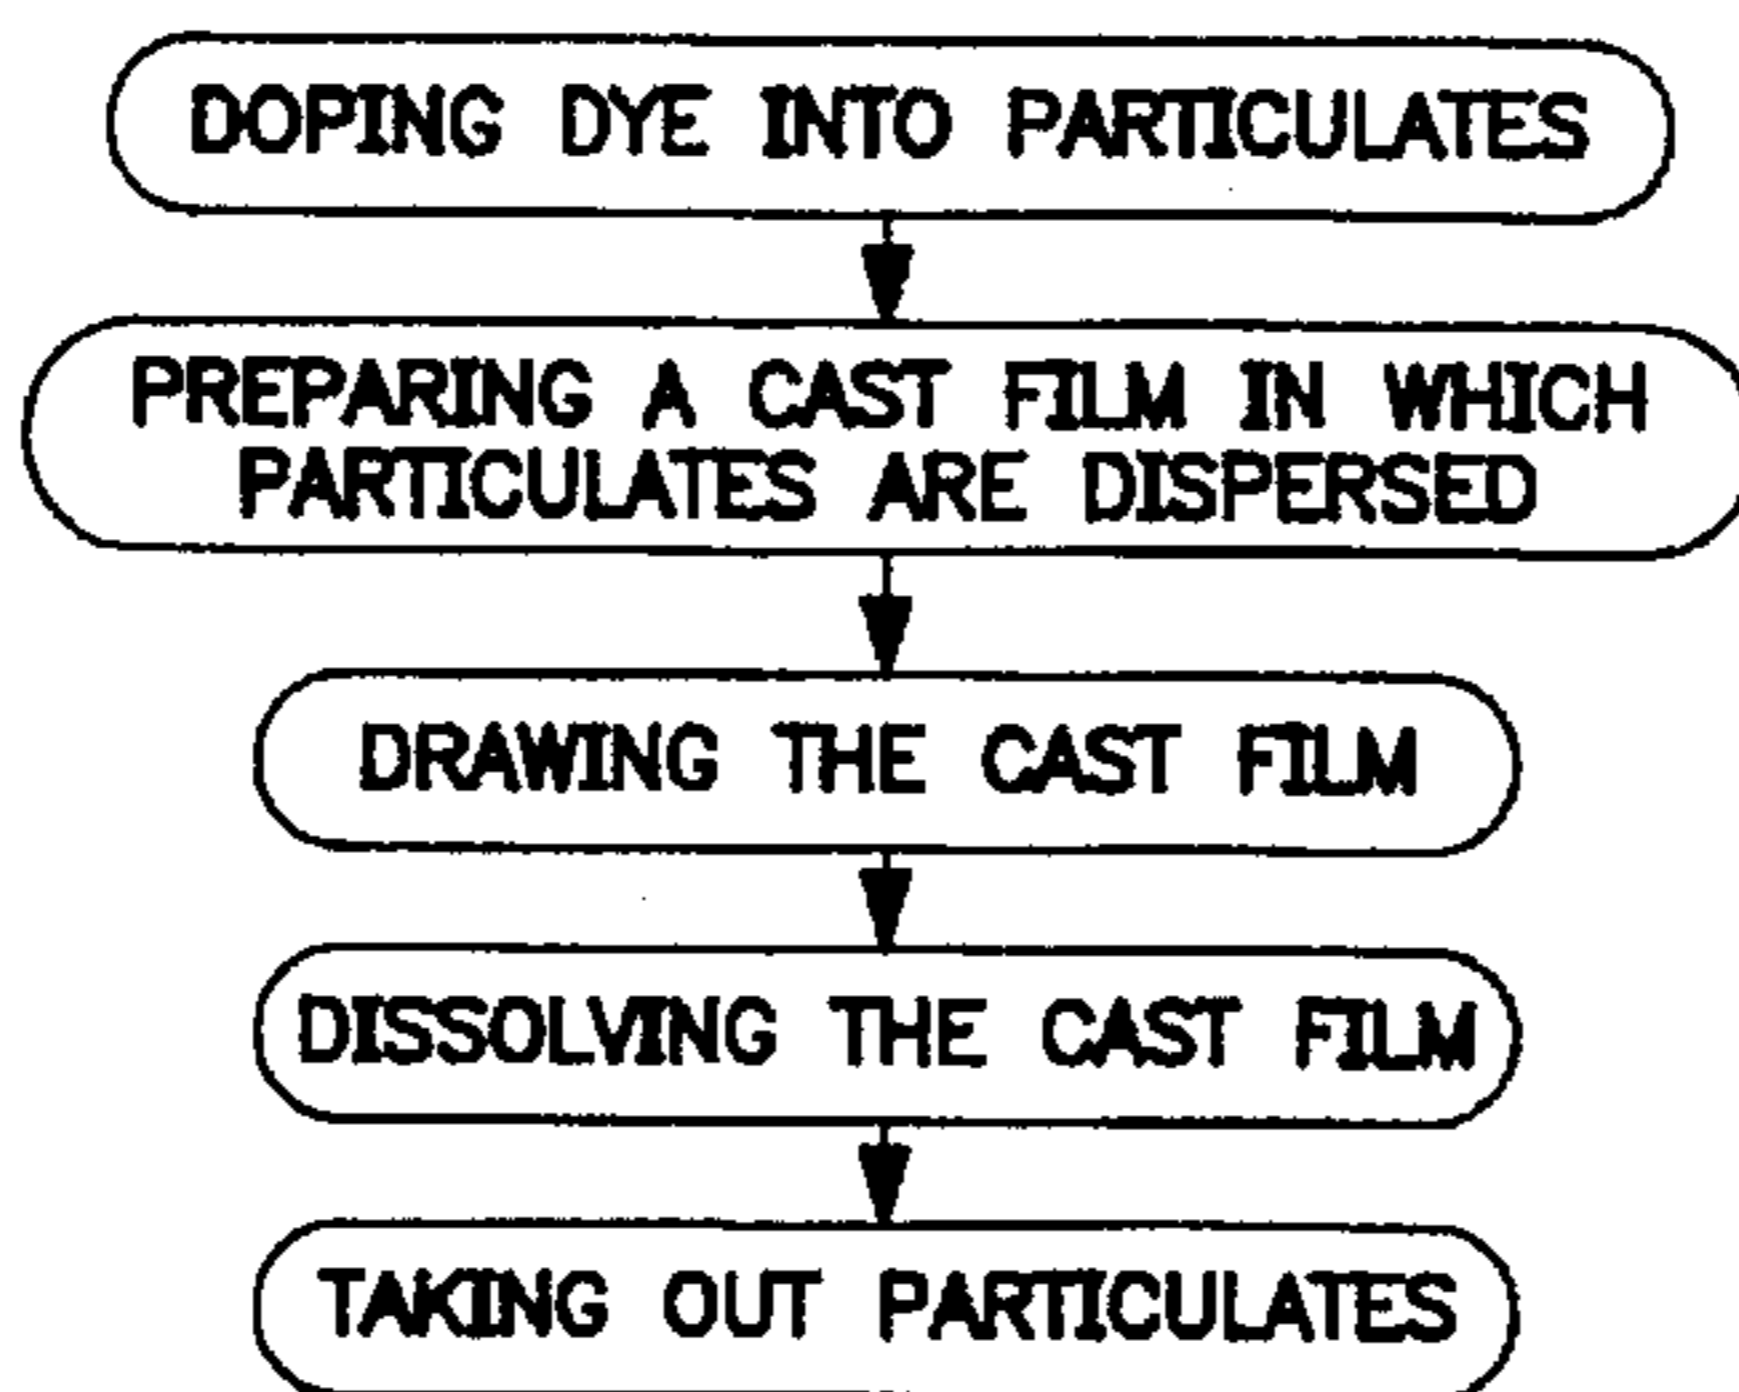 DOPING DYE INTO PARTICULATES
PREPARING A CAST FILM IN WHICH
PARTICULATES ARE DISPERSED
DRAWING THE CAST FILM
DISSOLVING THE CAST FILM
TAKING OUT PARTICULATES